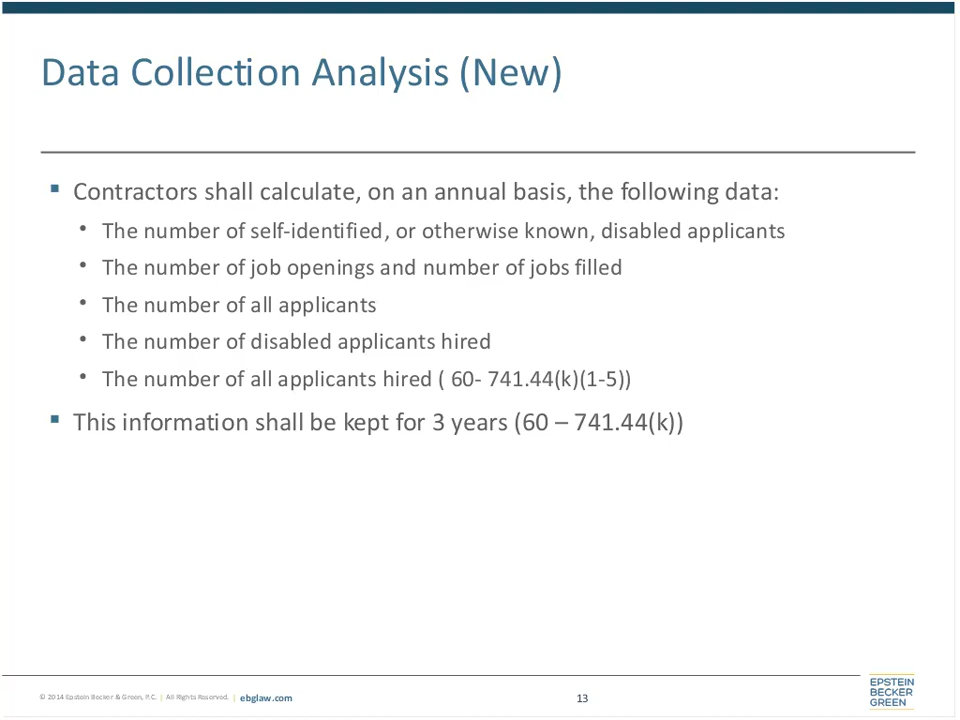 Data Collection Analysis (New)
▪ Contractors shall calculate, on an annual basis, the following data:
• The number of self-identified, or otherwise known, disabled applicants
• The number of job openings and number of jobs filled
• The number of all applicants
• The number of disabled applicants hired
• The number of all applicants hired ( 60- 741.44(k)(1-5))
▪ This information shall be kept for 3 years (60 – 741.44(k))
© 2014 Epstein Becker & Green, P.C. | All Rights Reserved. | ebglaw.com
13
EPSTEIN
BECKER
GREEN